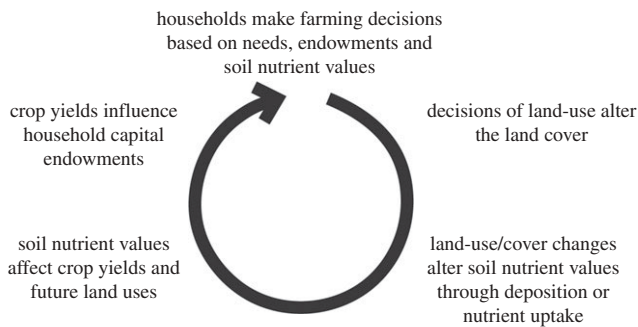 households make farming decisions
based on needs, endowments and
soil nutrient values
decisions of land-use alter
the land cover
land-use/cover changes
alter soil nutrient values
through deposition or
nutrient uptake
soil nutrient values
affect crop yields and
future land uses
crop yields influence
household capital
endowments